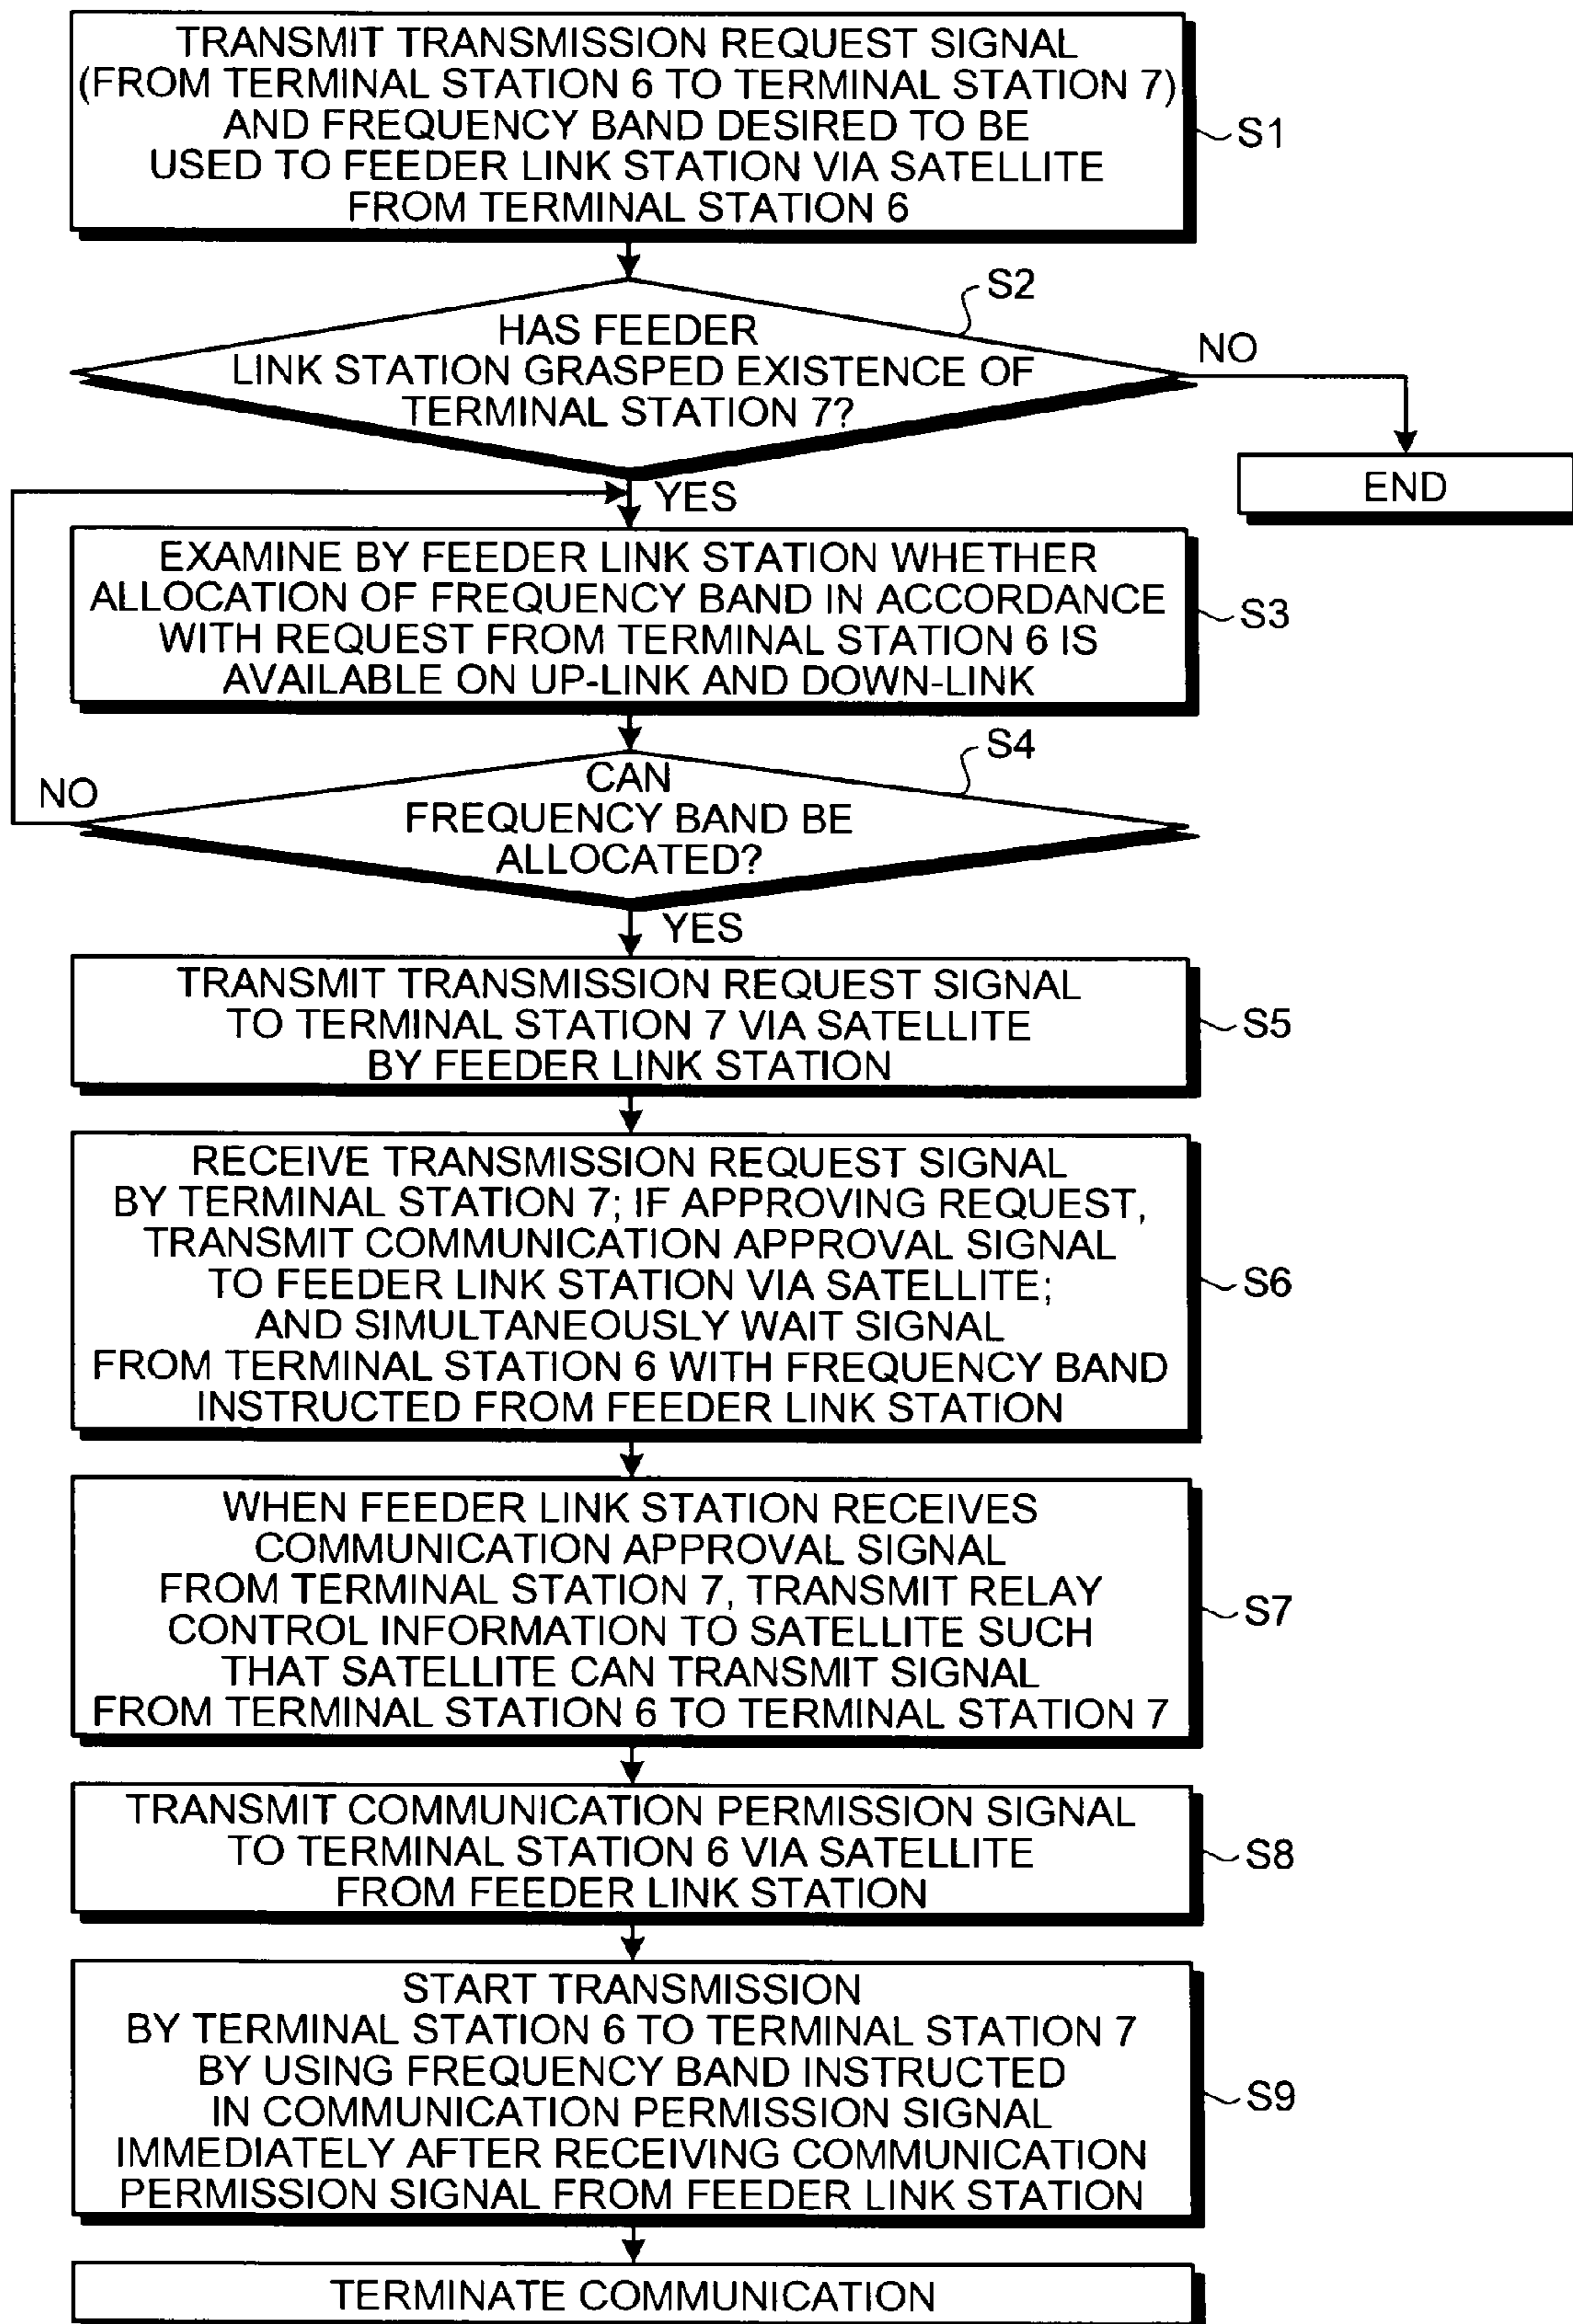 TRANSMIT TRANSMISSION REQUEST SIGNAL
(FROM TERMINAL STATION 6 TO TERMINAL STATION 7)
AND FREQUENCY BAND DESIRED TO BE
USED TO FEEDER LINK STATION VIA SATELLITE
FROM TERMINAL STATION 6
S1
S2
HAS FEEDER
LINK STATION GRASPED EXISTENCE OF
TERMINAL STATION 7?
NO
END
YES
EXAMINE BY FEEDER LINK STATION WHETHER
ALLOCATION OF FREQUENCY BAND IN ACCORDANCE
WITH REQUEST FROM TERMINAL STATION 6 IS
AVAILABLE ON UP-LINK AND DOWN-LINK
S3
S4
CAN
FREQUENCY BAND BE
ALLOCATED?
NO
YES
TRANSMIT TRANSMISSION REQUEST SIGNAL
TO TERMINAL STATION 7 VIA SATELLITE
BY FEEDER LINK STATION
S5
RECEIVE TRANSMISSION REQUEST SIGNAL
BY TERMINAL STATION 7; IF APPROVING REQUEST,
TRANSMIT COMMUNICATION APPROVAL SIGNAL
TO FEEDER LINK STATION VIA SATELLITE;
AND SIMULTANEOUSLY WAIT SIGNAL
FROM TERMINAL STATION 6 WITH FREQUENCY BAND
INSTRUCTED FROM FEEDER LINK STATION
S6
WHEN FEEDER LINK STATION RECEIVES
COMMUNICATION APPROVAL SIGNAL
FROM TERMINAL STATION 7, TRANSMIT RELAY
CONTROL INFORMATION TO SATELLITE SUCH
THAT SATELLITE CAN TRANSMIT SIGNAL
FROM TERMINAL STATION 6 TO TERMINAL STATION 7
S7
TRANSMIT COMMUNICATION PERMISSION SIGNAL
TO TERMINAL STATION 6 VIA SATELLITE
FROM FEEDER LINK STATION
S8
START TRANSMISSION
BY TERMINAL STATION 6 TO TERMINAL STATION 7
BY USING FREQUENCY BAND INSTRUCTED
IN COMMUNICATION PERMISSION SIGNAL
IMMEDIATELY AFTER RECEIVING COMMUNICATION
PERMISSION SIGNAL FROM FEEDER LINK STATION
S9
TERMINATE COMMUNICATION